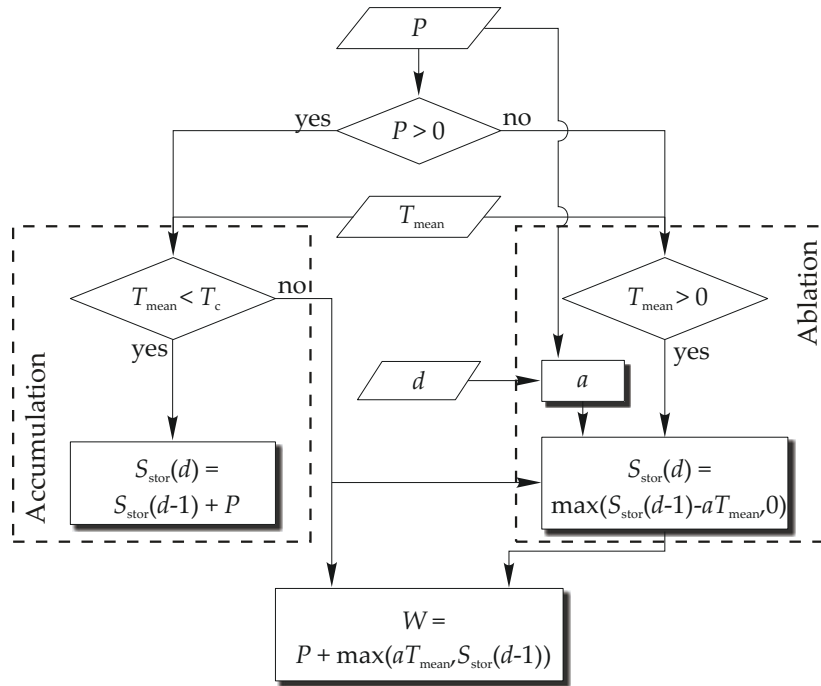 P
yes
P > 0
no
T_mean
T_mean < T_c
no
yes
Accumulation
S_stor(d) =
S_stor(d-1) + P
T_mean > 0
Ablation
yes
d
a
S_stor(d) =
max(S_stor(d-1)-aT_mean,0)
W =
P + max(aT_mean,S_stor(d-1))